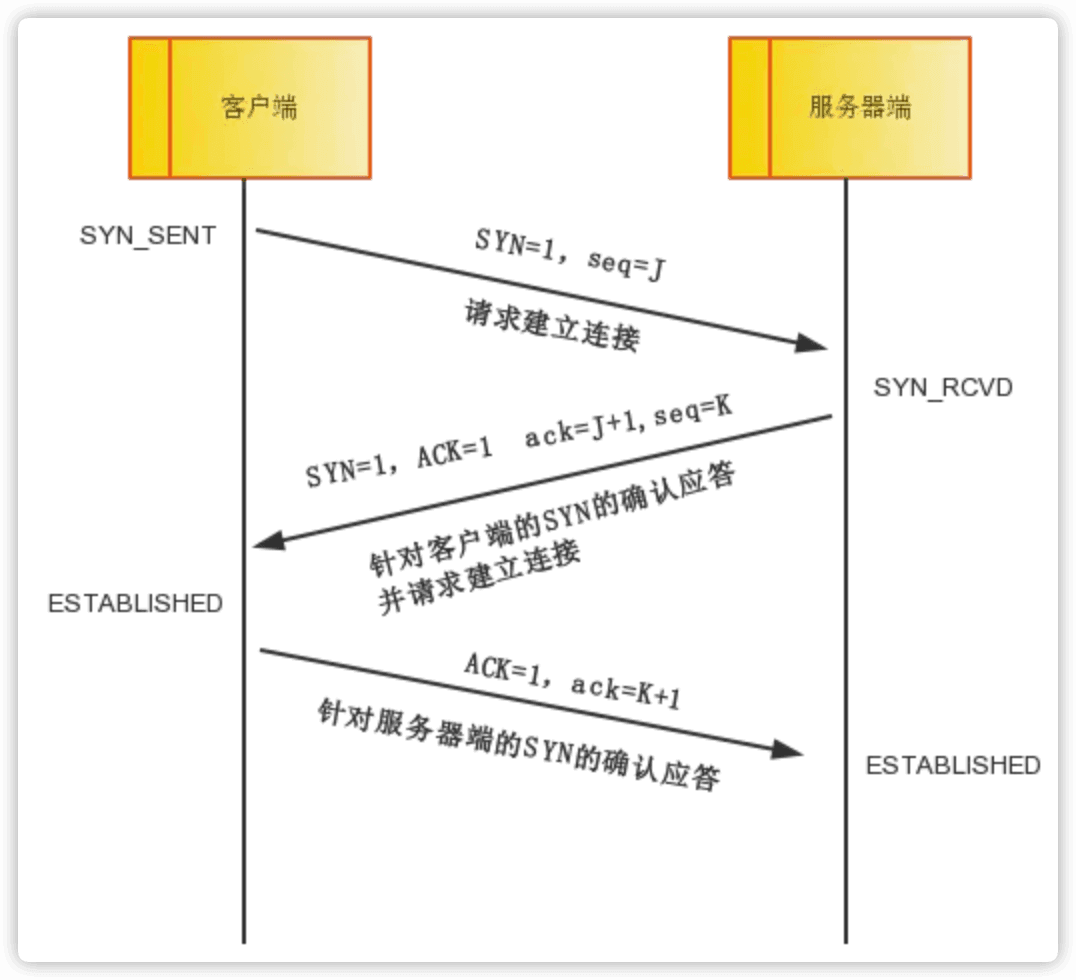 客户端
服务器端
SYN_SENT
SYN=1, seq=J
请求建立连接
SYN_RCVD
SYN=1, ACK=1 ack=J+1,seq=K
针对客户端的SYN的确认应答
并请求建立连接
ESTABLISHED
ACK=1, ack=K+1
针对服务器端的SYN的确认应答
ESTABLISHED